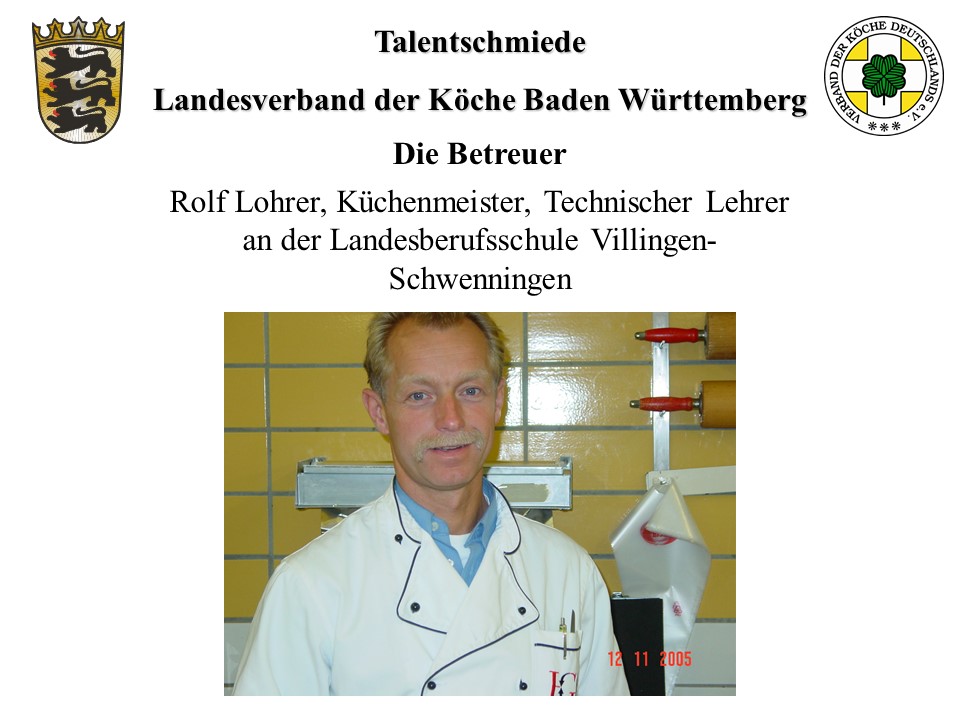 Talentschmiede
Landesverband der Köche Baden Württemberg
VERBAND DER KÖCHE DEUTSCHLANDS e.V.
Die Betreuer
Rolf Lohrer, Küchenmeister, Technischer Lehrer
an der Landesberufsschule Villingen-
Schwenningen
12 11 2005